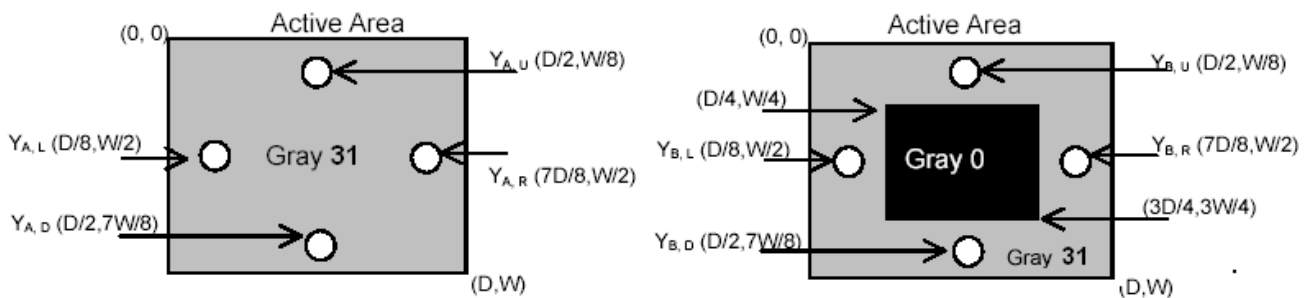 Active Area
(0, 0)
YA, U (D/2,W/8)
YA, L (D/8,W/2)
Gray 31
YA, R (7D/8,W/2)
YA, D (D/2,7W/8)
(D,W)
Active Area
(0, 0)
YB, U (D/2,W/8)
(D/4,W/4)
YB, L (D/8,W/2)
Gray 0
YB, R (7D/8,W/2)
(3D/4,3W/4)
YB, D (D/2,7W/8)
Gray 31
(D,W)